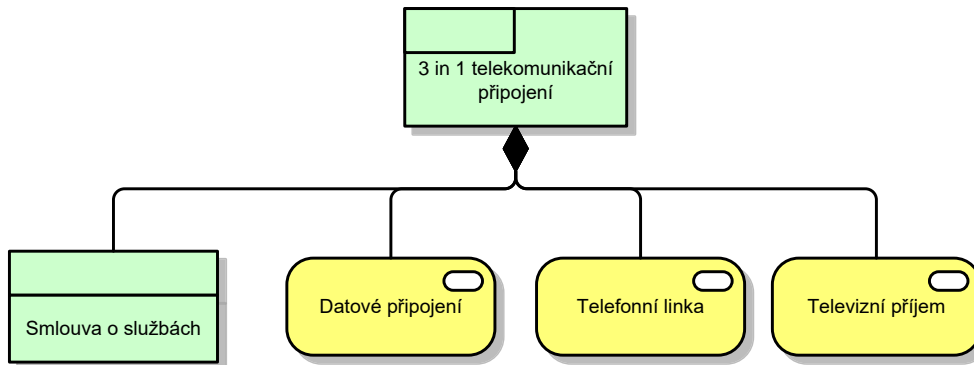 3 in 1 telekomunikační
připojení
Smlouva o službách
Datové připojení
Telefonní linka
Televizní příjem